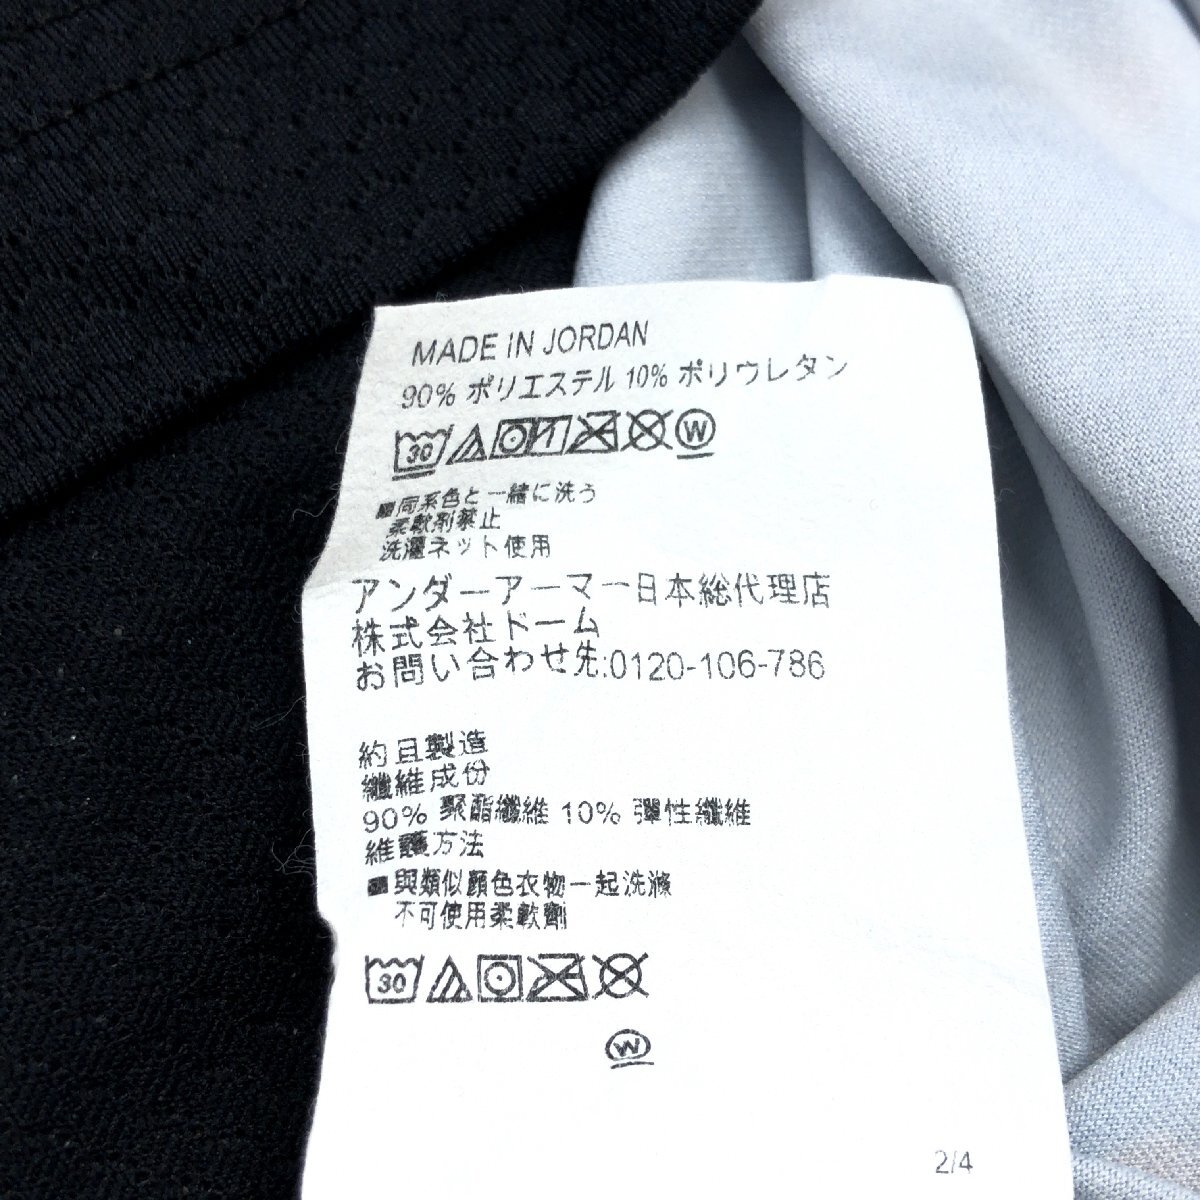 MADE IN JORDAN
90% ポリエステル 10% ポリウレタン
30 W
■同系色と一緒に洗う
柔軟剤禁止
洗濯ネット使用
アンダーアーマー日本総代理店
株式会社ドーム
お問い合わせ先:0120-106-786
約旦製造
纖維成份
90% 聚酯纖維 10% 彈性纖維
維護方法
■與類似顏色衣物一起洗滌
不可使用柔軟劑
30
W
2/4